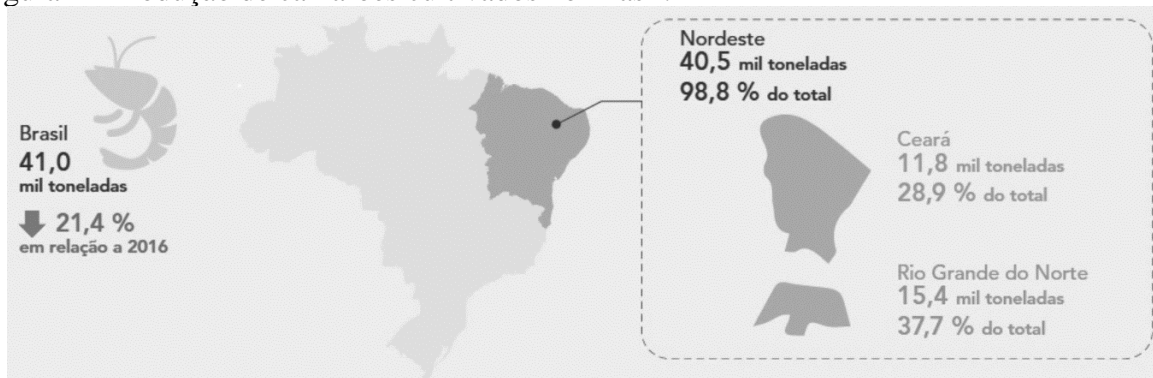 Brasil
41,0
mil toneladas
21,4 %
em relação a 2016
Nordeste
40,5 mil toneladas
98,8 % do total
Ceará
11,8 mil toneladas
28,9 % do total
Rio Grande do Norte
15,4 mil toneladas
37,7 % do total